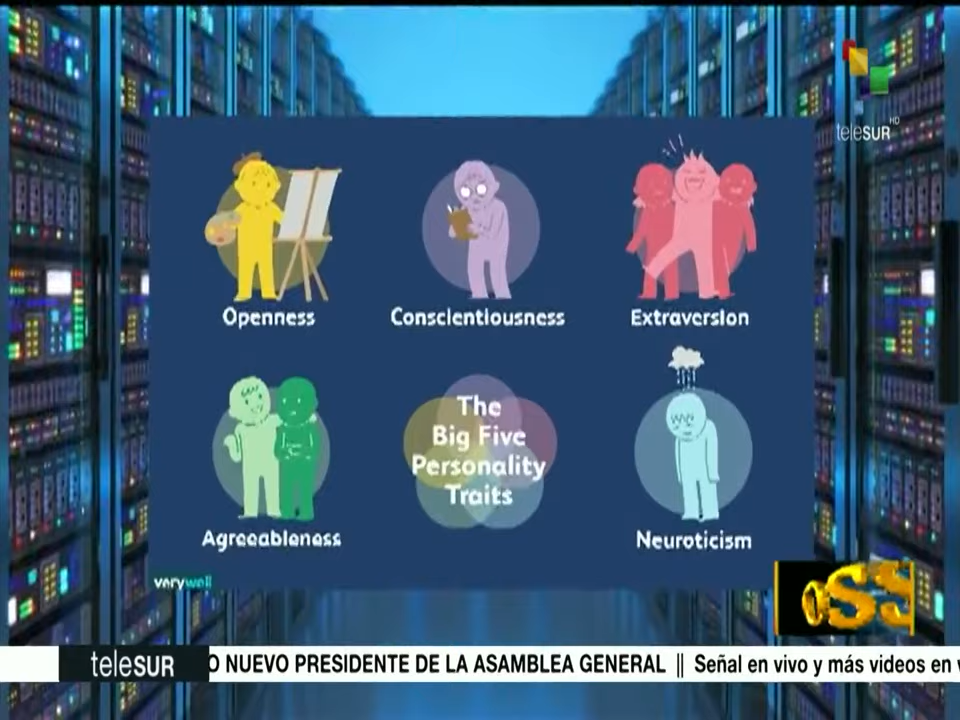 teleSUR HD
Openness
Conscientiousness
Extraversion
The
Big Five
Personality
Traits
Agreeableness
Neuroticism
verywell
OSS
teleSUR
O NUEVO PRESIDENTE DE LA ASAMBLEA GENERAL || Señal en vivo y más videos en